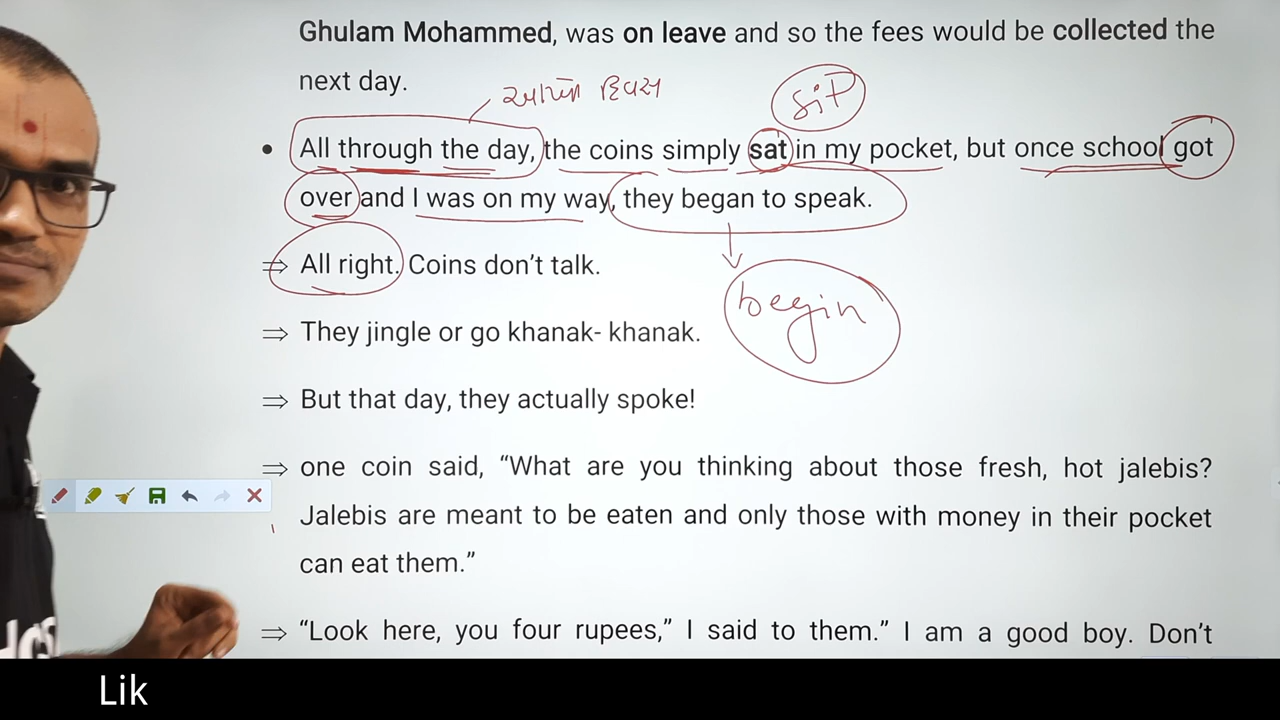 Ghulam Mohammed, was on leave and so the fees would be collected the
next day.
sit
• All through the day, the coins simply sat in my pocket, but once school got
over and I was on my way, they began to speak.
⇒ All right. Coins don't talk.
begin
⇒ They jingle or go khanak- khanak.
⇒ But that day, they actually spoke!
⇒ one coin said, “What are you thinking about those fresh, hot jalebis?
Jalebis are meant to be eaten and only those with money in their pocket
can eat them.”
⇒ “Look here, you four rupees,” I said to them.” I am a good boy. Don't
Lik